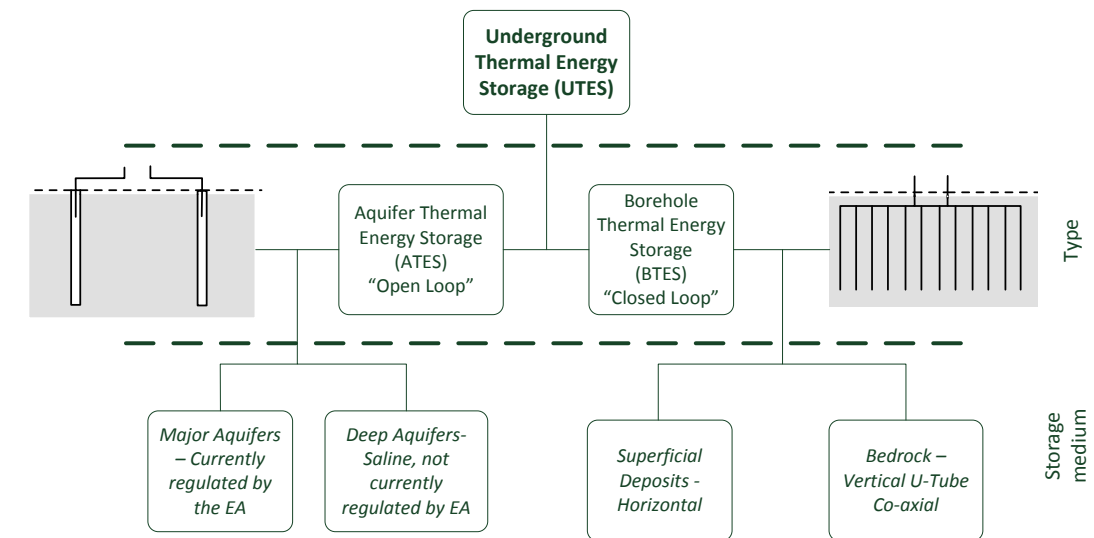 Underground
Thermal Energy
Storage (UTES)
Aquifer Thermal
Energy Storage
(ATES)
“Open Loop”
Borehole
Thermal Energy
Storage
(BTES)
“Closed Loop”
Type
Major Aquifers
– Currently
regulated by
the EA
Deep Aquifers-
Saline, not
currently
regulated by EA
Superficial
Deposits -
Horizontal
Bedrock –
Vertical U-Tube
Co-axial
Storage
medium